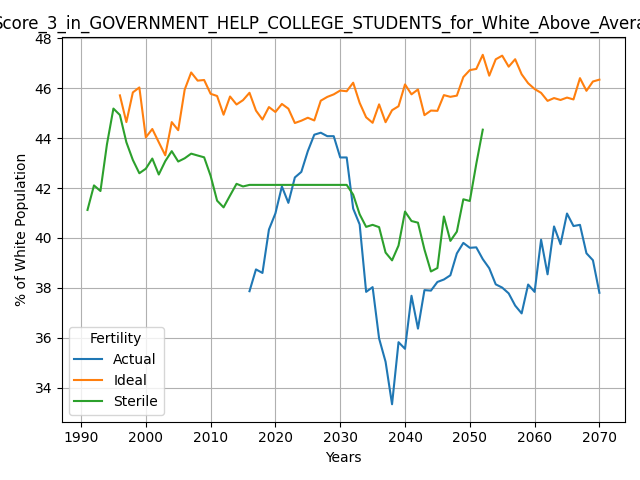 Score_3_in_GOVERNMENT_HELP_COLLEGE_STUDENTS_for_White_Above_Avera
48
46
44
42
40
38
36
34
% of White Population
Fertility
Actual
Ideal
Sterile
1990 2000 2010 2020 2030 2040 2050 2060 2070
Years